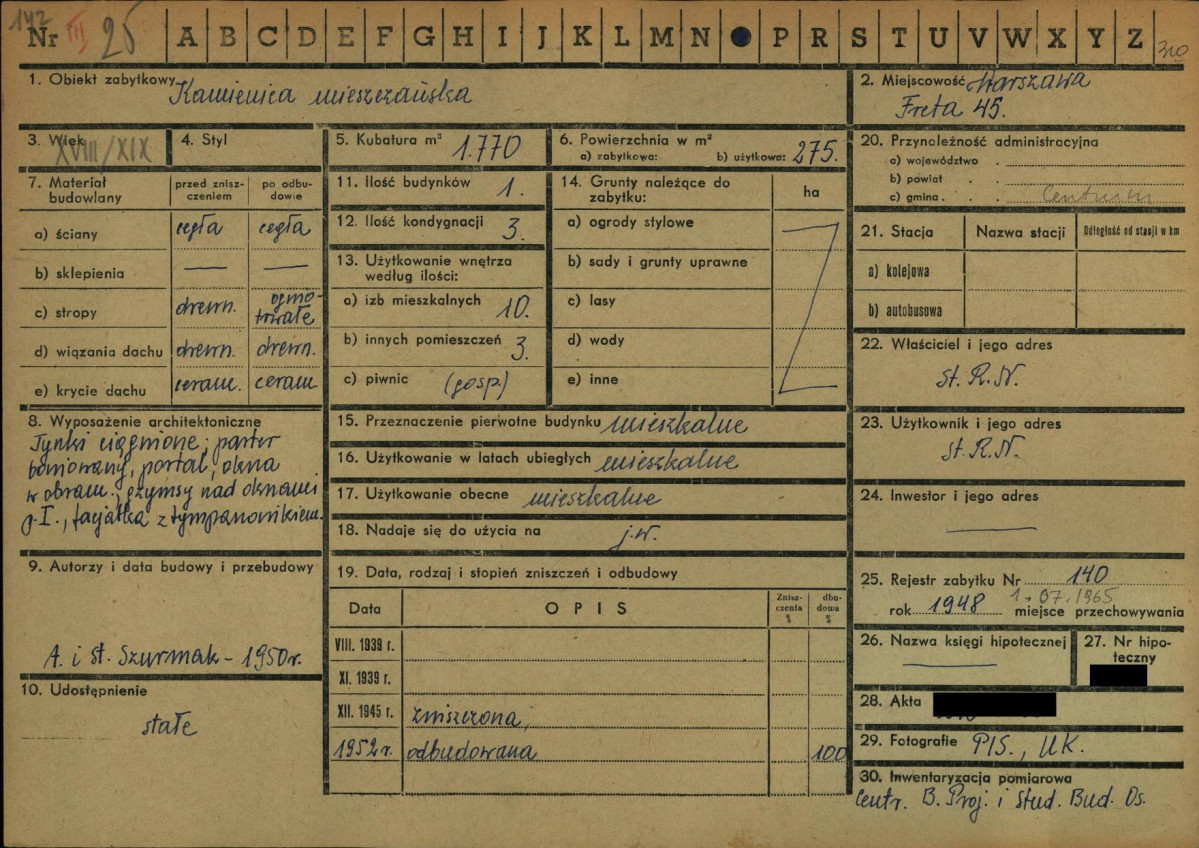 142
Nr III 25 A B C D E F G H I J K L M N P R S T U V W X Y Z 310
1. Obiekt zabytkowy Kamienica mieszczańska
2. Miejscowość Warszawa
Freta 45.
3. Wiek XVIII/XIX
4. Styl
5. Kubatura m³ 1.770
6. Powierzchnia w m²
a) zabytkowa: b) użytkowa: 275.
7. Materiał budowlany
przed zniszczeniem
po odbudowie
a) ściany cegła cegła
b) sklepienia — —
c) stropy drewn. ogniotrwałe
d) wiązania dachu drewn. drewn.
e) krycie dachu ceram. ceram.
8. Wyposażenie architektoniczne
Tynki ciągnione; parter
boniowany, portal, okna
w obram.; gzymsy nad oknami
p. I., facjatka z tympanonikiem.
9. Autorzy i data budowy i przebudowy
A. i St. Szurmak - 1950 r.
10. Udostępnienie
stałe
11. Ilość budynków 1.
12. Ilość kondygnacji 3.
13. Użytkowanie wnętrza
według ilości:
a) izb mieszkalnych 10.
b) innych pomieszczeń 3.
c) piwnic (gosp.)
14. Grunty należące do
zabytku:
ha
a) ogrody stylowe
b) sady i grunty uprawne
c) lasy
d) wody
e) inne
15. Przeznaczenie pierwotne budynku mieszkalne
16. Użytkowanie w latach ubiegłych mieszkalne
17. Użytkowanie obecne mieszkalne
18. Nadaje się do użycia na j.w.
19. Data, rodzaj i stopień zniszczeń i odbudowy
Data OPIS Zniszczenia % dbudowa %
VIII. 1939 r.
XI. 1939 r.
XII. 1945 r. zniszczona
1952 r. odbudowana 100
20. Przynależność administracyjna
a) województwo
b) powiat
c) gmina Centrum
21. Stacja Nazwa stacji Odległość od stacji w km
a) kolejowa
b) autobusowa
22. Właściciel i jego adres
St. R. N.
23. Użytkownik i jego adres
St. R. N.
24. Inwestor i jego adres
—
25. Rejestr zabytku Nr 140
1.07.1965
rok 1948 miejsce przechowywania
26. Nazwa księgi hipotecznej
—
27. Nr hipoteczny
28. Akta
29. Fotografie PIS., UK.
30. Inwentaryzacja pomiarowa
Centr. B. Proj. i Stud. Bud. Os.